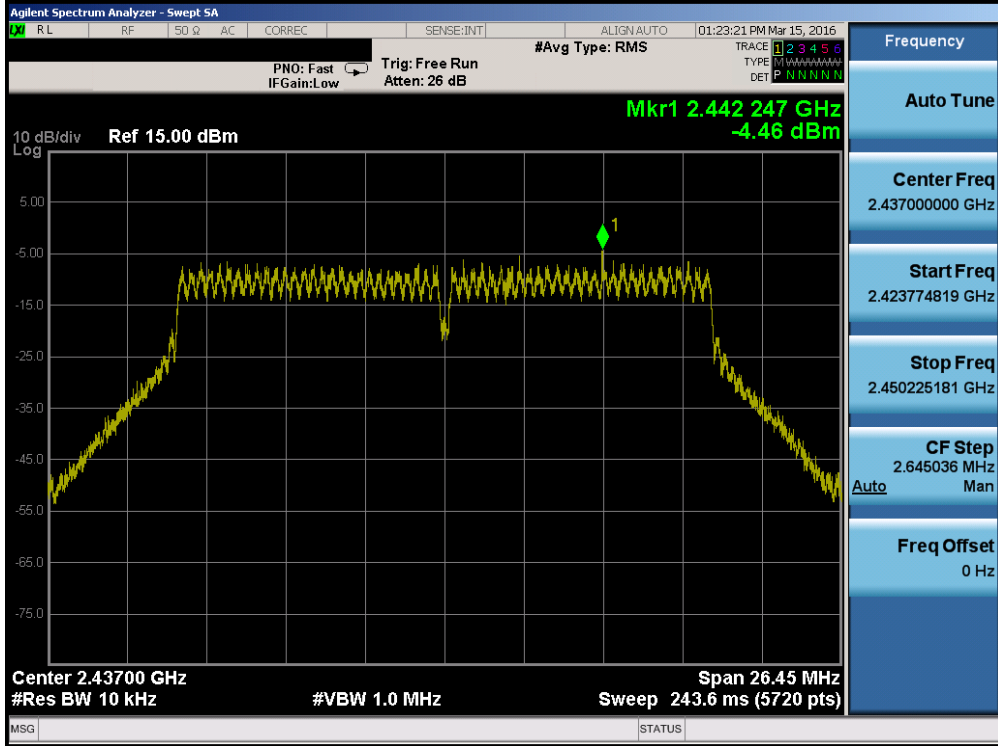 Agilent Spectrum Analyzer - Swept SA
LXI RL RF 50 Ω AC CORREC SENSE:INT ALIGN AUTO 01:23:21 PM Mar 15, 2016
#Avg Type: RMS
TRACE 1 2 3 4 5 6
PNO: Fast Trig: Free Run
TYPE M WWWWW
IFGain:Low Atten: 26 dB
DET P N N N N N
Mkr1 2.442 247 GHz
-4.46 dBm
10 dB/div Ref 15.00 dBm
Log
1
5.00
-5.00
-15.0
-25.0
-35.0
-45.0
-55.0
-65.0
-75.0
Center 2.43700 GHz Span 26.45 MHz
#Res BW 10 kHz #VBW 1.0 MHz Sweep 243.6 ms (5720 pts)
MSG STATUS
Frequency
Auto Tune
Center Freq
2.437000000 GHz
Start Freq
2.423774819 GHz
Stop Freq
2.450225181 GHz
CF Step
2.645036 MHz
Auto Man
Freq Offset
0 Hz